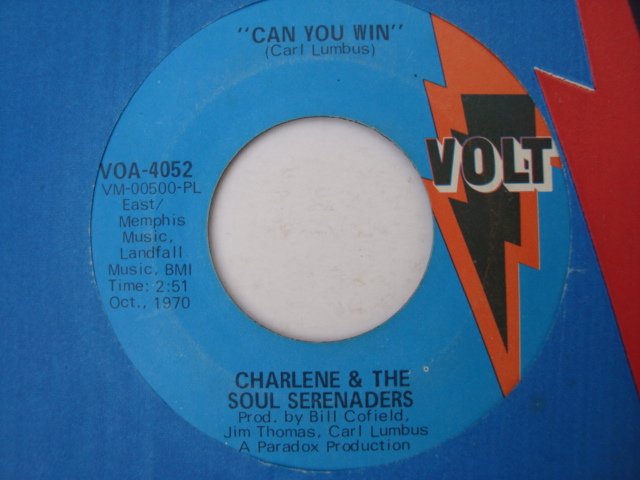 "CAN YOU WIN"
(Carl Lumbus)
VOLT
VOA-4052
VM-00500-PL
East/
Memphis
Music,
Landfall
Music, BMI
Time: 2:51
Oct., 1970
CHARLENE & THE
SOUL SERENADERS
Prod. by Bill Cofield,
Jim Thomas, Carl Lumbus
A Paradox Production